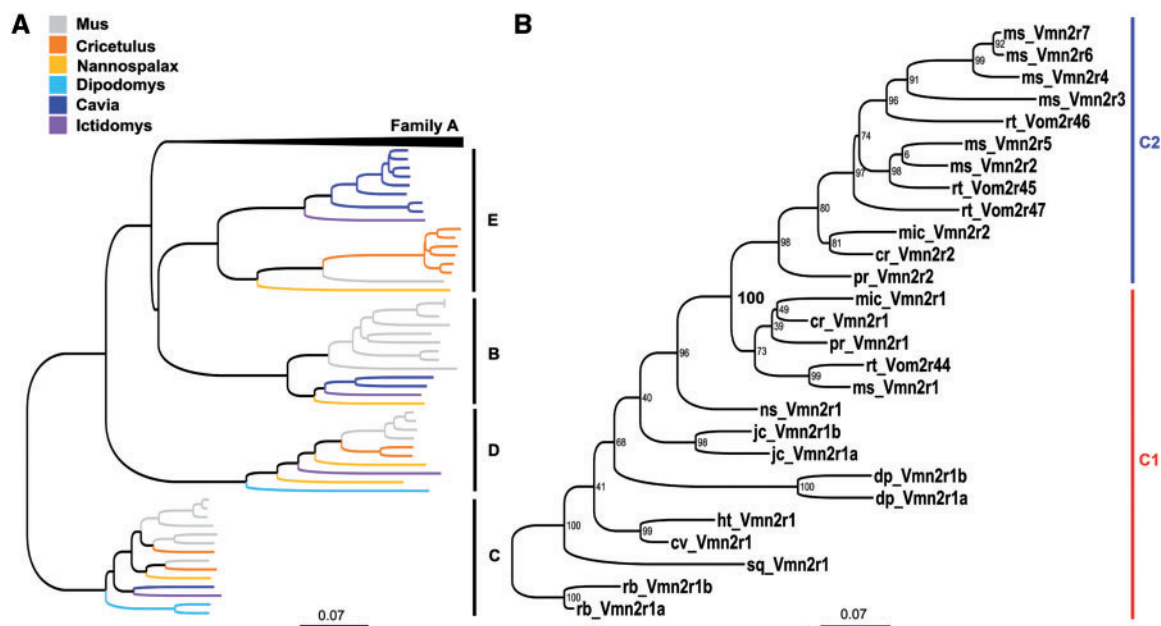 A
Mus
Cricetulus
Nannospalax
Dipodomys
Cavia
Ictidomys
Family A
E
B
D
C
0.07
B
ms_Vmn2r7
92
ms_Vmn2r6
99
ms_Vmn2r4
91
ms_Vmn2r3
96
rt_Vom2r46
74
ms_Vmn2r5
6
ms_Vmn2r2
98
97
rt_Vom2r45
rt_Vom2r47
80
mic_Vmn2r2
81
cr_Vmn2r2
98
pr_Vmn2r2
100
mic_Vmn2r1
49
cr_Vmn2r1
39
pr_Vmn2r1
73
rt_Vom2r44
99
ms_Vmn2r1
96
ns_Vmn2r1
40
jc_Vmn2r1b
98
jc_Vmn2r1a
68
dp_Vmn2r1b
100
dp_Vmn2r1a
41
ht_Vmn2r1
99
cv_Vmn2r1
100
sq_Vmn2r1
rb_Vmn2r1b
100
rb_Vmn2r1a
C2
C1
0.07